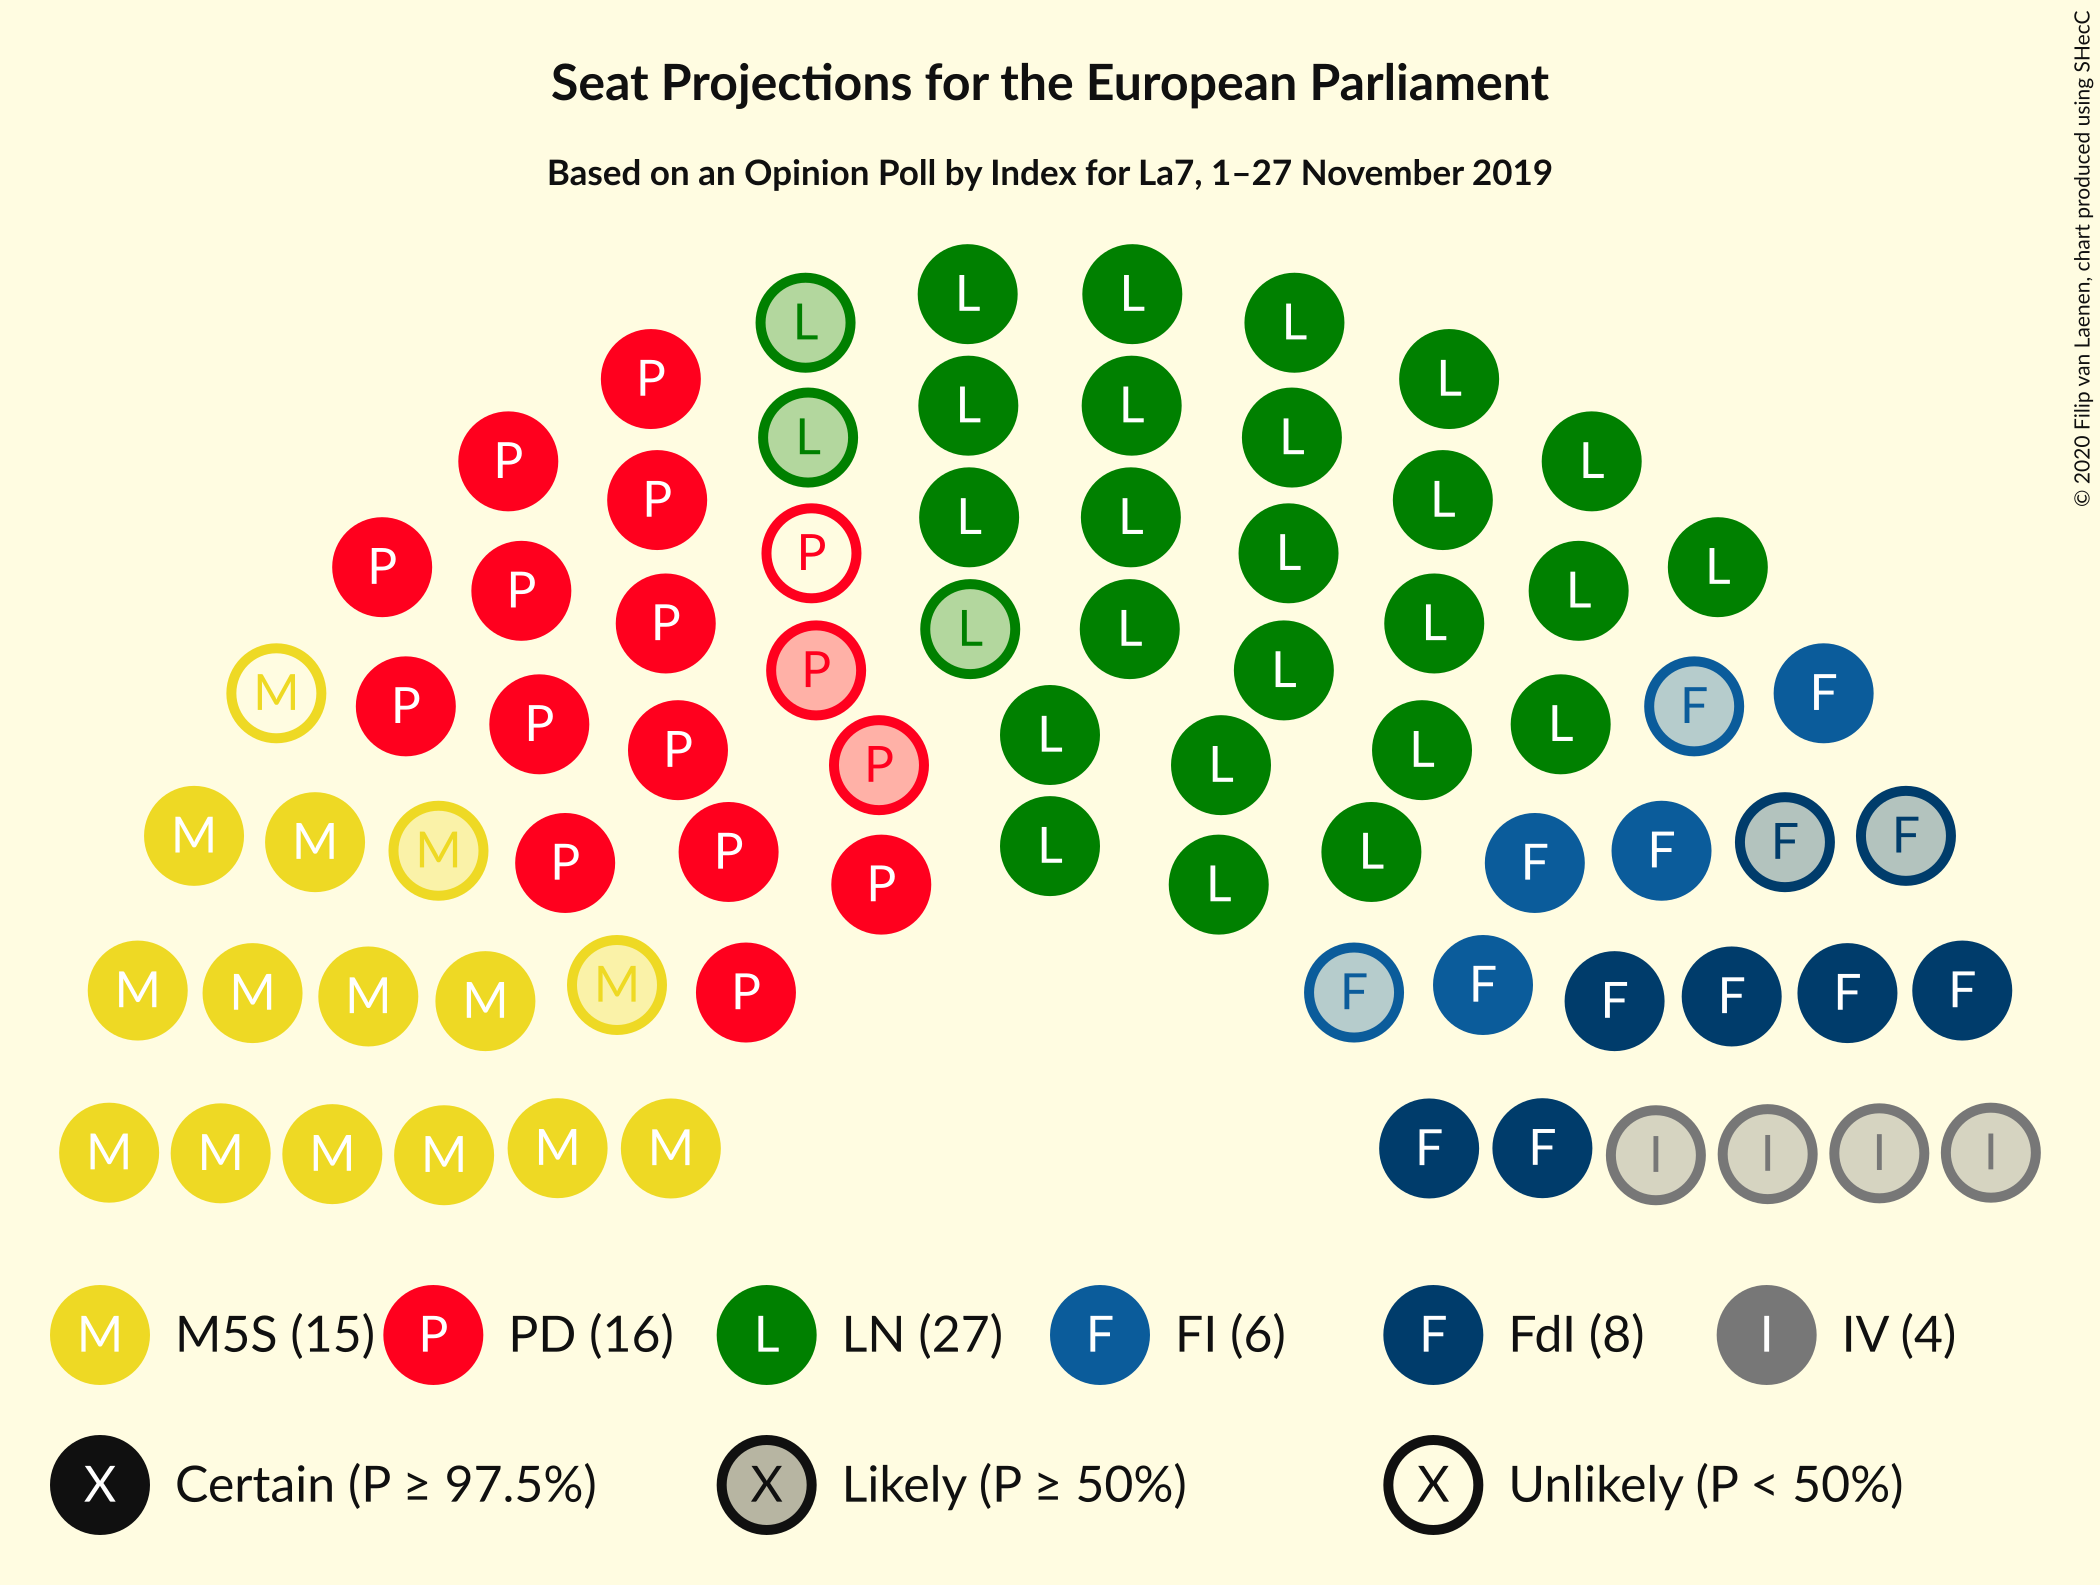 Seat Projections for the European Parliament
Based on an Opinion Poll by Index for La7, 1–27 November 2019
© 2020 Filip van Laenen, chart produced using SHecC
L L
L L
P L
L L
L L
P L
P L
P L
L L
P P L L
P P L L
P L
P L
M F
P F
P L
P L
L
P L
M M M F F F
P F
P L
L
P L
M M M M M P F F F F F F
M M M M M M F F I I I I
M M5S (15) P PD (16) L LN (27) F FI (6) F FdI (8) I IV (4)
X Certain (P ≥ 97.5%) X Likely (P ≥ 50%) X Unlikely (P < 50%)